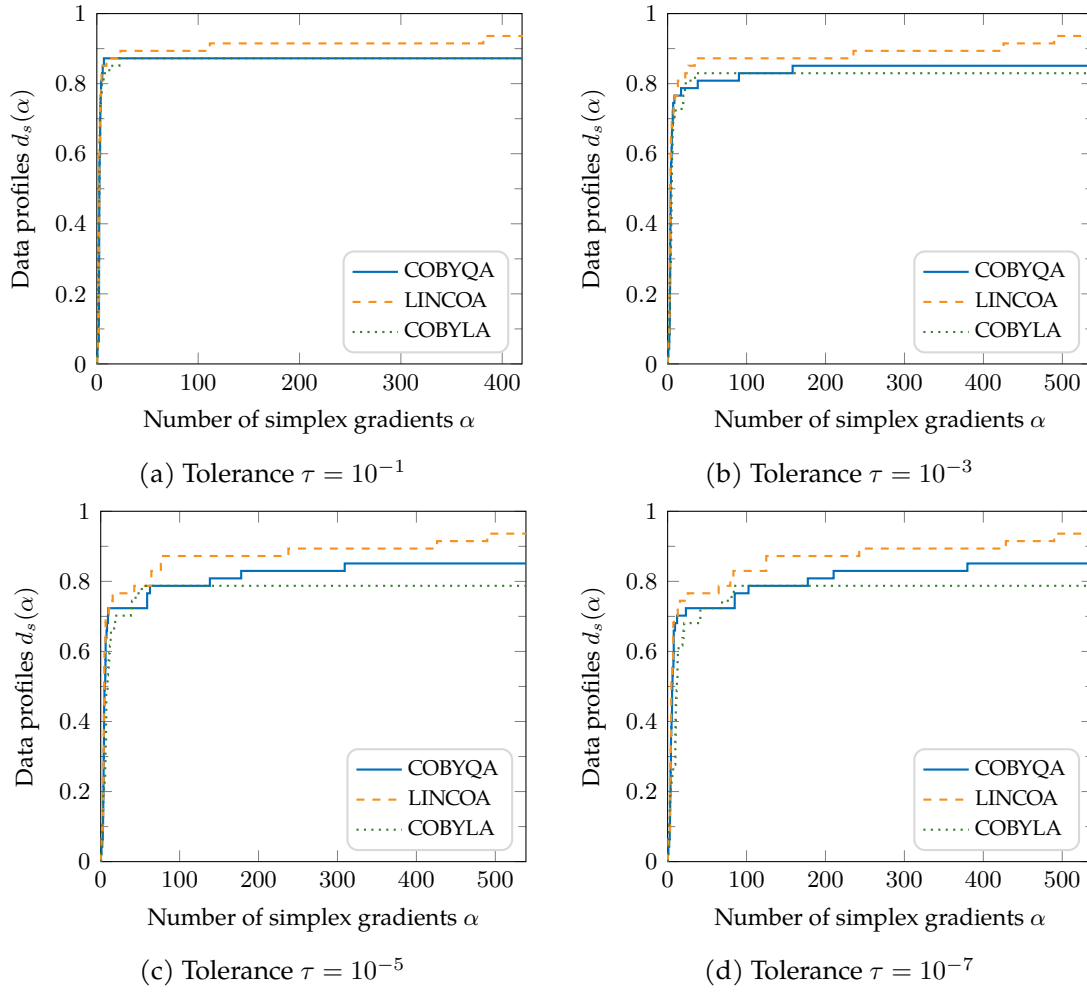 1
0.8
0.6
0.4
0.2
0
Data profiles d_s(α)
COBYQA
LINCOA
COBYLA
0 100 200 300 400
Number of simplex gradients α
(a) Tolerance τ = 10⁻¹
1
0.8
0.6
0.4
0.2
0
Data profiles d_s(α)
COBYQA
LINCOA
COBYLA
0 100 200 300 400 500
Number of simplex gradients α
(b) Tolerance τ = 10⁻³
1
0.8
0.6
0.4
0.2
0
Data profiles d_s(α)
COBYQA
LINCOA
COBYLA
0 100 200 300 400 500
Number of simplex gradients α
(c) Tolerance τ = 10⁻⁵
1
0.8
0.6
0.4
0.2
0
Data profiles d_s(α)
COBYQA
LINCOA
COBYLA
0 100 200 300 400 500
Number of simplex gradients α
(d) Tolerance τ = 10⁻⁷